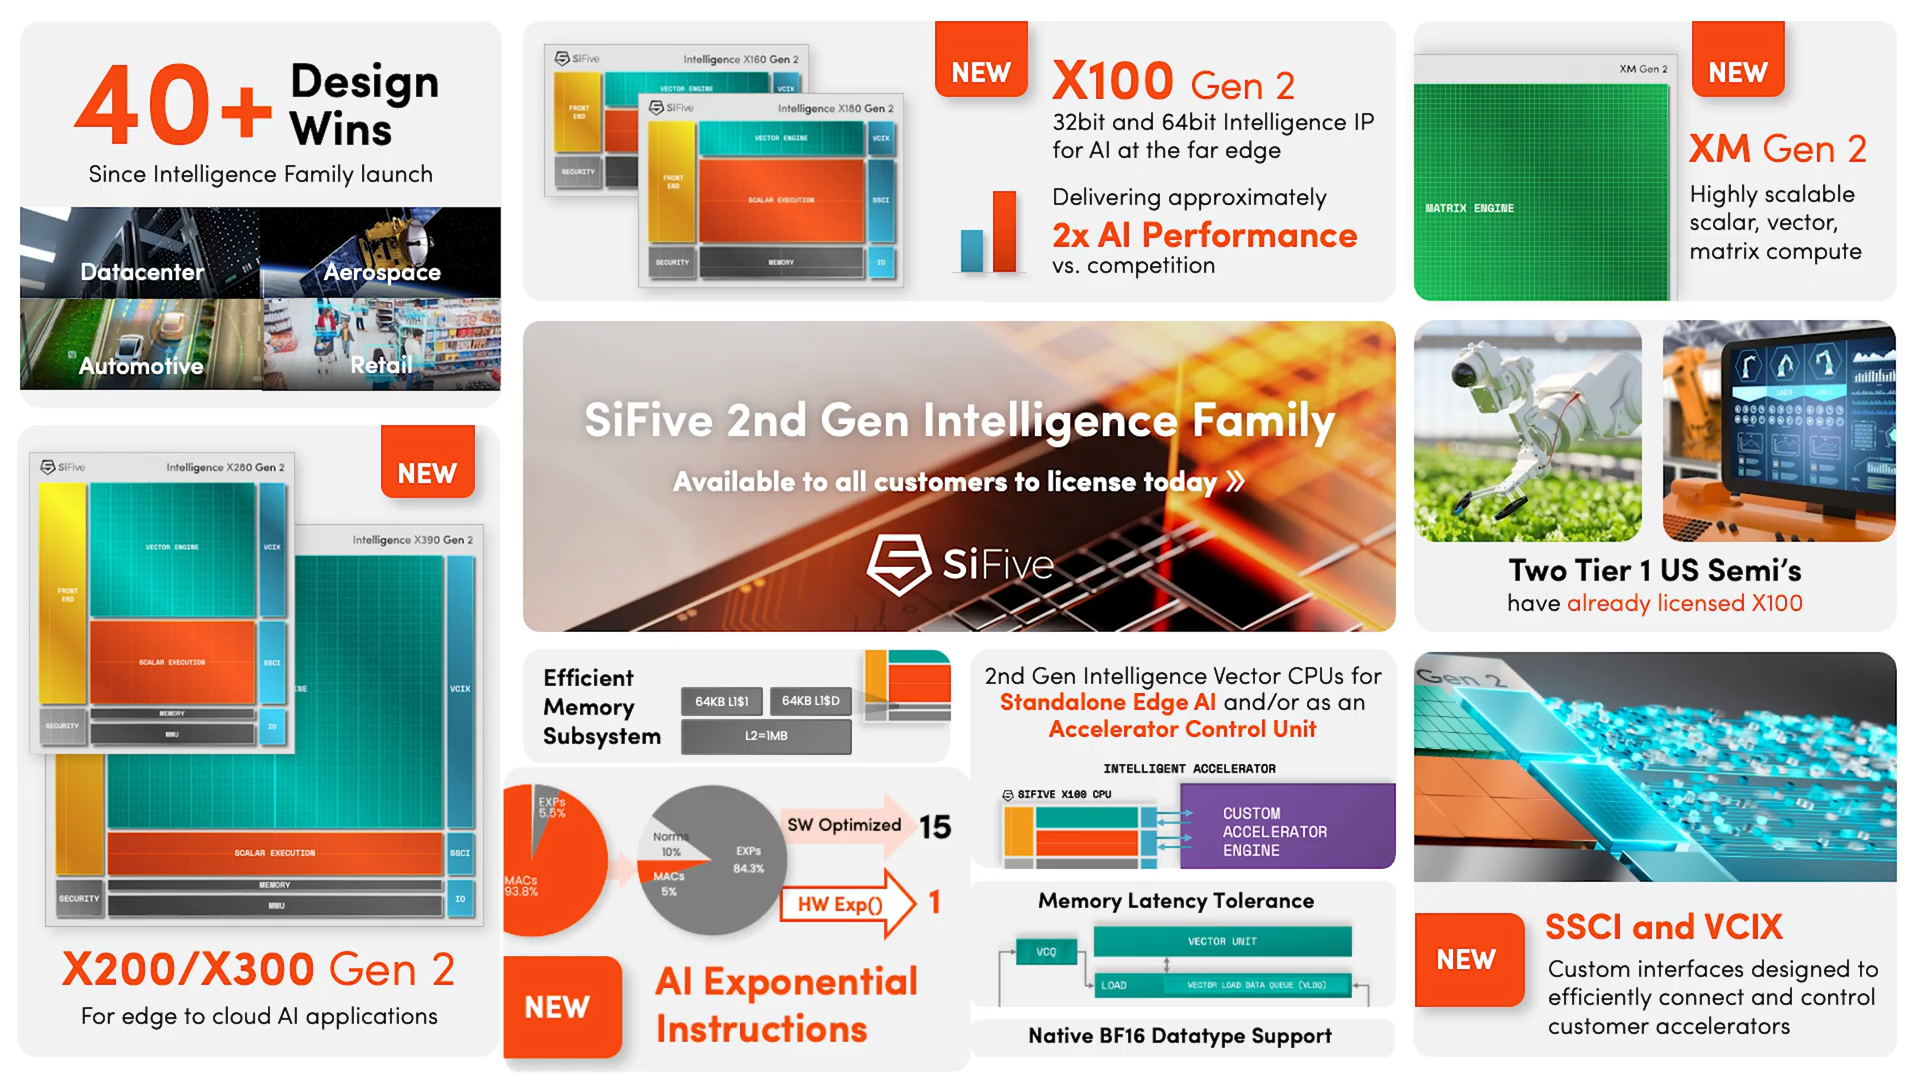 40+
Design
Wins
Since Intelligence Family launch
Datacenter
Aerospace
Automotive
Retail
SiFive
Intelligence X160 Gen 2
FRONT
END
VECTOR ENGINE
VCIX
SECURITY
SiFive
Intelligence X180 Gen 2
FRONT
END
VECTOR ENGINE
VCIX
SCALAR EXECUTION
SSCI
SECURITY
MEMORY
IO
NEW
X100 Gen 2
32bit and 64bit Intelligence IP
for AI at the far edge
Delivering approximately
2x AI Performance
vs. competition
XM Gen 2
MATRIX ENGINE
NEW
XM Gen 2
Highly scalable
scalar, vector,
matrix compute
SiFive 2nd Gen Intelligence Family
Available to all customers to license today »
SiFive
Two Tier 1 US Semi's
have already licensed X100
NEW
SiFive
Intelligence X280 Gen 2
FRONT
END
VECTOR ENGINE
VCIX
SCALAR EXECUTION
SSCI
SECURITY
MEMORY
MMU
IO
Intelligence X390 Gen 2
NE
VCIX
SCALAR EXECUTION
SSCI
SECURITY
MEMORY
MMU
IO
X200/X300 Gen 2
For edge to cloud AI applications
Efficient
Memory
Subsystem
64KB L1$1
64KB L1$D
L2=1MB
EXPs
5.5%
MACs
93.8%
Norms
10%
MACs
5%
EXPs
84.3%
SW Optimized
15
HW Exp()
1
NEW
AI Exponential
Instructions
2nd Gen Intelligence Vector CPUs for
Standalone Edge AI and/or as an
Accelerator Control Unit
INTELLIGENT ACCELERATOR
SIFIVE X100 CPU
CUSTOM
ACCELERATOR
ENGINE
Memory Latency Tolerance
VCQ
VECTOR UNIT
LOAD
VECTOR LOAD DATA QUEUE (VLDQ)
Native BF16 Datatype Support
Gen 2
NEW
SSCI and VCIX
Custom interfaces designed to
efficiently connect and control
customer accelerators